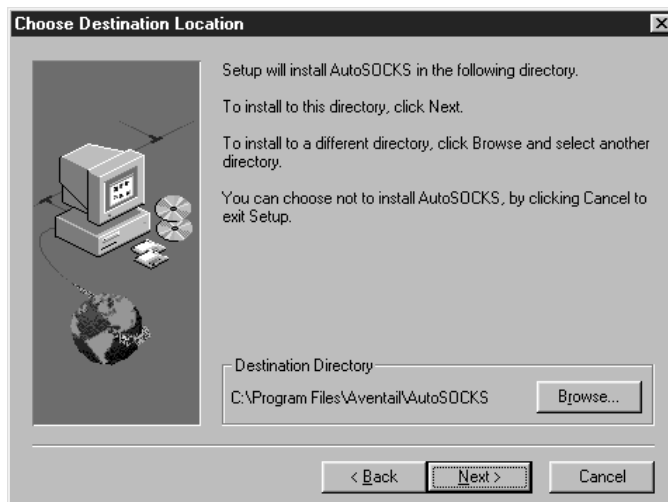 Choose Destination Location
Setup will install AutoSOCKS in the following directory.
To install to this directory, click Next.
To install to a different directory, click Browse and select another
directory.
You can choose not to install AutoSOCKS, by clicking Cancel to
exit Setup.
Destination Directory
C:\Program Files\Aventail\AutoSOCKS
Browse...
< Back
Next >
Cancel